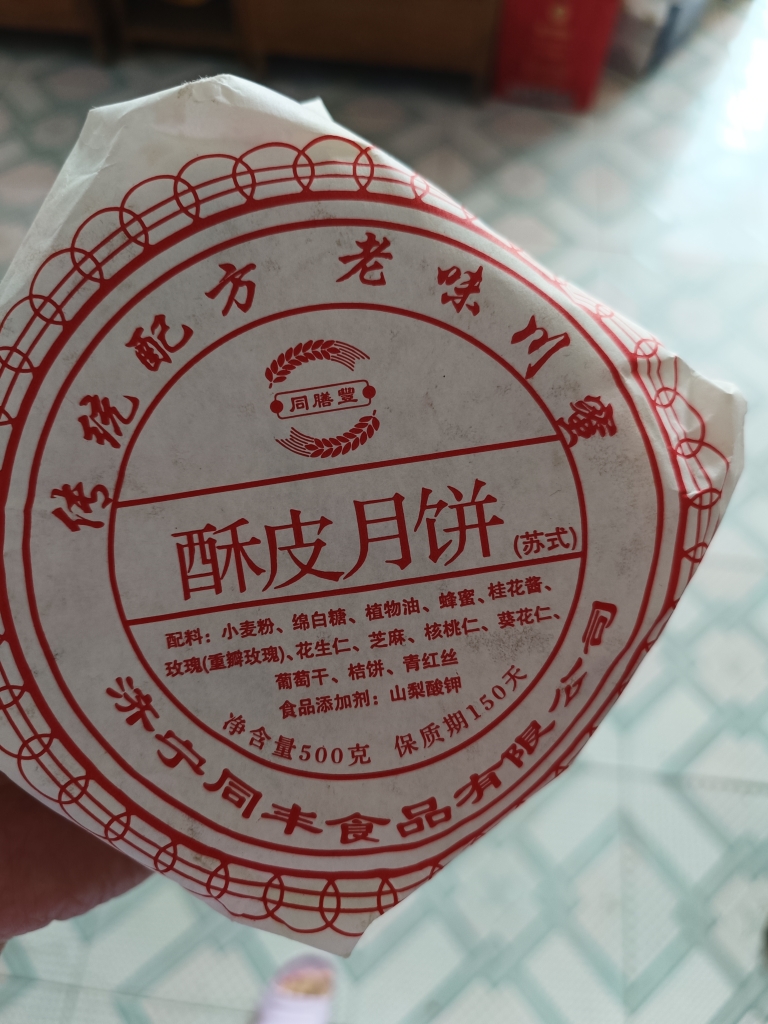 传统配方 老味川蜜
同膳豐
酥皮月饼
(苏式)
配料：小麦粉、绵白糖、植物油、蜂蜜、桂花酱、
玫瑰(重瓣玫瑰)、花生仁、芝麻、核桃仁、葵花仁、
葡萄干、桔饼、青红丝
食品添加剂：山梨酸钾
净含量500克 保质期150天
济宁同丰食品有限公司